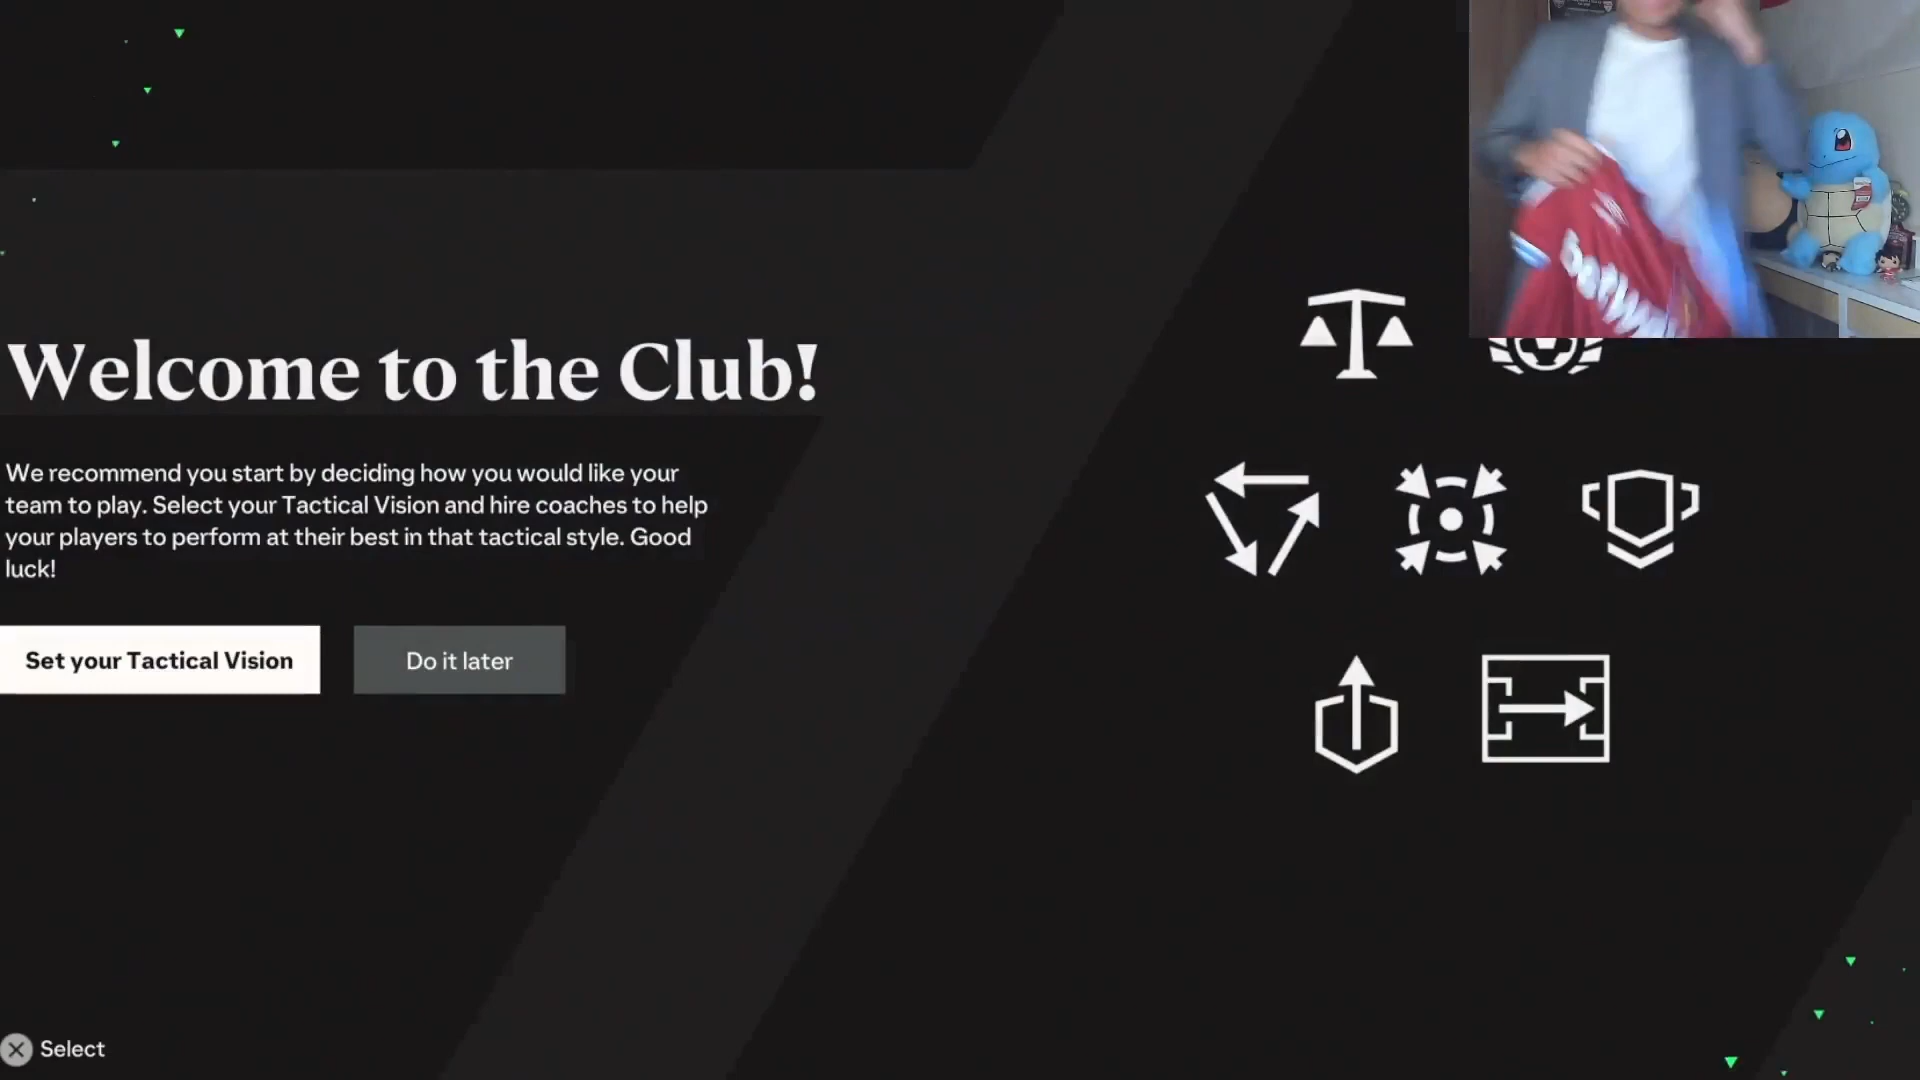 Welcome to the Club!
We recommend you start by deciding how you would like your
team to play. Select your Tactical Vision and hire coaches to help
your players to perform at their best in that tactical style. Good
luck!
Set your Tactical Vision
Do it later
Select